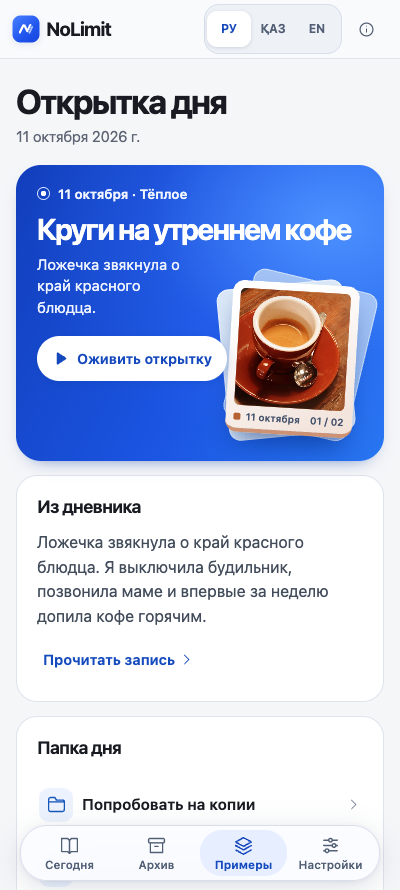 NoLimit
РУ ҚАЗ EN
Открытка дня
11 октября 2026 г.
11 октября · Тёплое
Круги на утреннем кофе
Ложечка звякнула о
край красного
блюдца.
Оживить открытку
11 октября 01 / 02
Из дневника
Ложечка звякнула о край красного
блюдца. Я выключила будильник,
позвонила маме и впервые за неделю
допила кофе горячим.
Прочитать запись
Папка дня
Попробовать на копии
Сегодня Архив Примеры Настройки